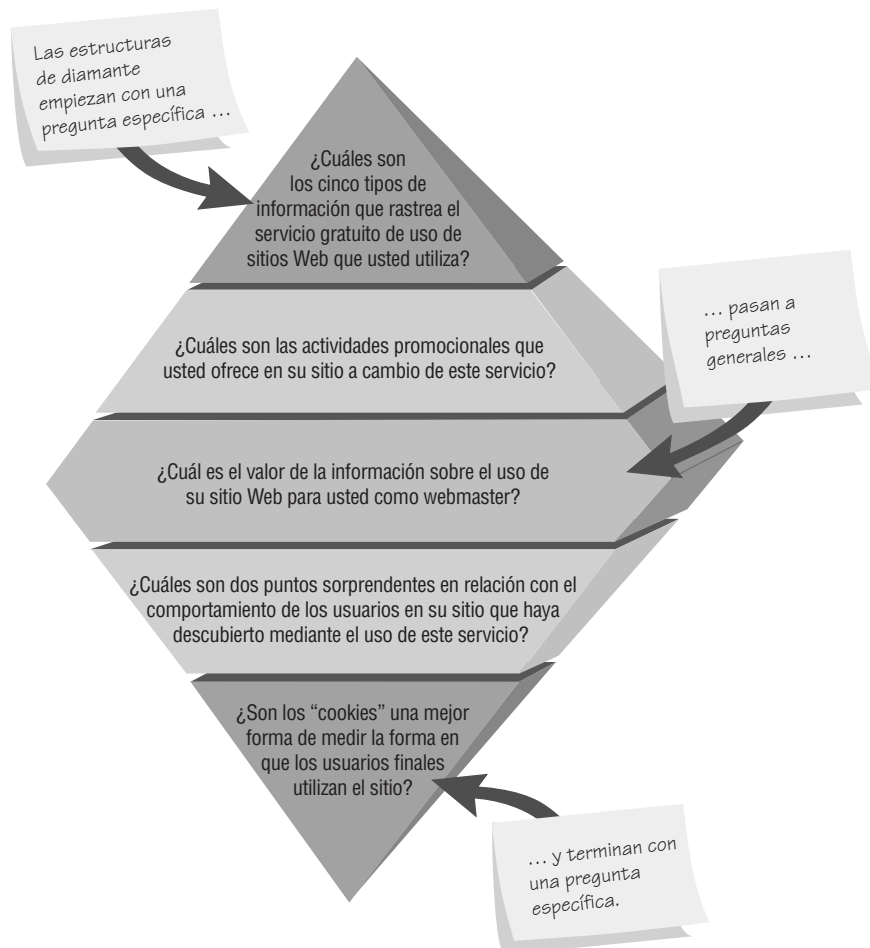 Las estructuras
de diamante
empiezan con una
pregunta específica ...
¿Cuáles son
los cinco tipos de
información que rastrea el
servicio gratuito de uso de
sitios Web que usted utiliza?
¿Cuáles son las actividades promocionales que
usted ofrece en su sitio a cambio de este servicio?
... pasan a
preguntas
generales ...
¿Cuál es el valor de la información sobre el uso de
su sitio Web para usted como webmaster?
¿Cuáles son dos puntos sorprendentes en relación con el
comportamiento de los usuarios en su sitio que haya
descubierto mediante el uso de este servicio?
¿Son los “cookies” una mejor
forma de medir la forma en
que los usuarios finales
utilizan el sitio?
... y terminan con
una pregunta
específica.